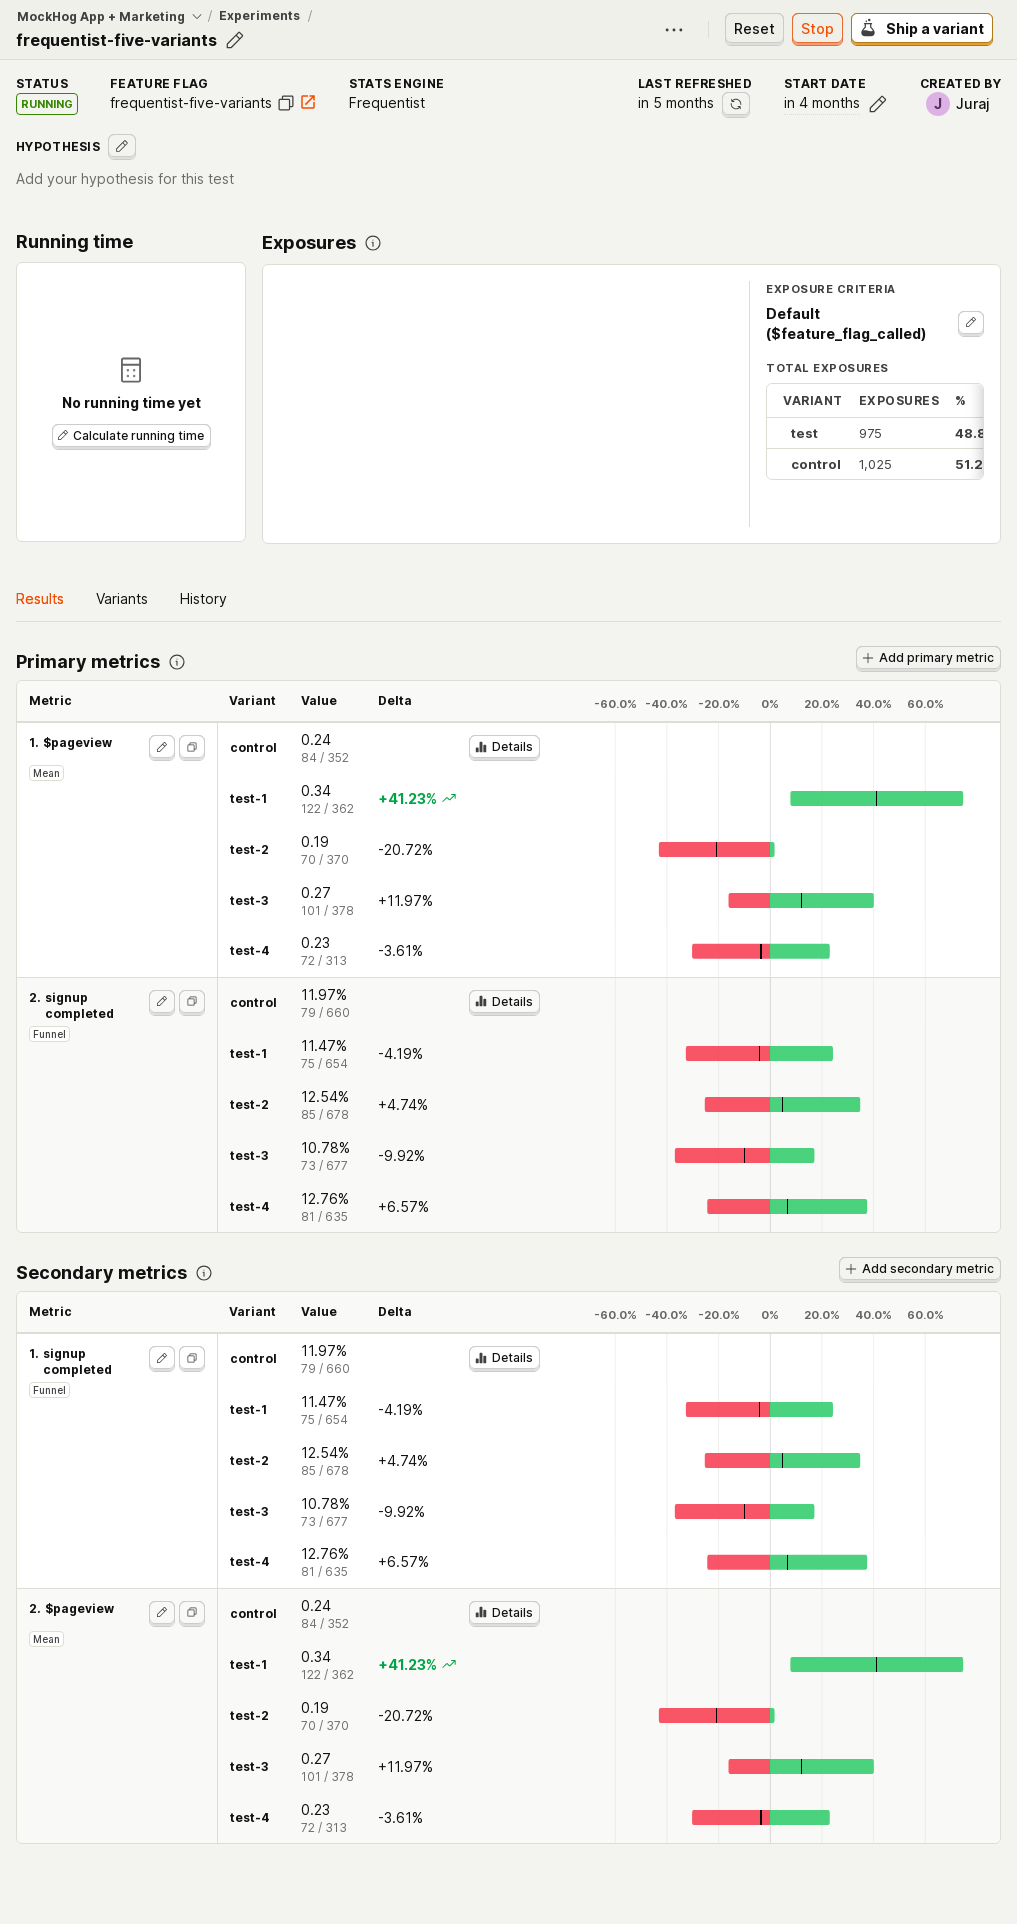 MockHog App + Marketing / Experiments /
frequentist-five-variants
Reset
Stop
Ship a variant
STATUS
RUNNING
FEATURE FLAG
frequentist-five-variants
STATS ENGINE
Frequentist
LAST REFRESHED
in 5 months
START DATE
in 4 months
CREATED BY
J Juraj
HYPOTHESIS
Add your hypothesis for this test
Running time
No running time yet
Calculate running time
Exposures
EXPOSURE CRITERIA
Default
($feature_flag_called)
TOTAL EXPOSURES
VARIANT EXPOSURES %
test 975 48.8
control 1,025 51.2
Results Variants History
Primary metrics
Add primary metric
Metric Variant Value Delta -60.0% -40.0% -20.0% 0% 20.0% 40.0% 60.0%
1. $pageview
Mean
control 0.24 Details
84 / 352
test-1 0.34 +41.23%
122 / 362
test-2 0.19 -20.72%
70 / 370
test-3 0.27 +11.97%
101 / 378
test-4 0.23 -3.61%
72 / 313
2. signup
completed
Funnel
control 11.97% Details
79 / 660
test-1 11.47% -4.19%
75 / 654
test-2 12.54% +4.74%
85 / 678
test-3 10.78% -9.92%
73 / 677
test-4 12.76% +6.57%
81 / 635
Secondary metrics
Add secondary metric
Metric Variant Value Delta -60.0% -40.0% -20.0% 0% 20.0% 40.0% 60.0%
1. signup
completed
Funnel
control 11.97% Details
79 / 660
test-1 11.47% -4.19%
75 / 654
test-2 12.54% +4.74%
85 / 678
test-3 10.78% -9.92%
73 / 677
test-4 12.76% +6.57%
81 / 635
2. $pageview
Mean
control 0.24 Details
84 / 352
test-1 0.34 +41.23%
122 / 362
test-2 0.19 -20.72%
70 / 370
test-3 0.27 +11.97%
101 / 378
test-4 0.23 -3.61%
72 / 313